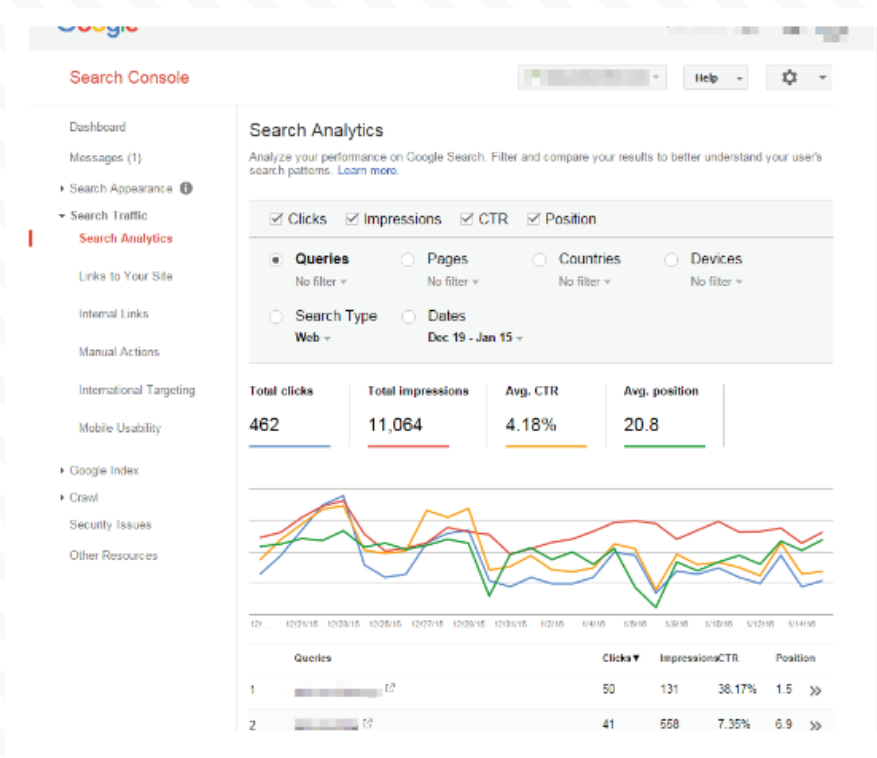 Google
Search Console
Help
Dashboard
Messages (1)
Search Appearance
Search Traffic
Search Analytics
Links to Your Site
Internal Links
Manual Actions
International Targeting
Mobile Usability
Google Index
Crawl
Security Issues
Other Resources
Search Analytics
Analyze your performance on Google Search. Filter and compare your results to better understand your user's
search patterns. Learn more.
Clicks Impressions CTR Position
Queries Pages Countries Devices
No filter No filter No filter No filter
Search Type Dates
Web Dec 19 - Jan 15
Total clicks Total impressions Avg. CTR Avg. position
462 11,064 4.18% 20.8
12/21/15 12/23/15 12/25/15 12/27/15 12/29/15 12/31/15 1/2/16 1/4/16 1/6/16 1/8/16 1/10/16 1/12/16 1/14/16
Queries Clicks▼ Impressions CTR Position
1 50 131 38.17% 1.5 »
2 41 558 7.35% 6.9 »